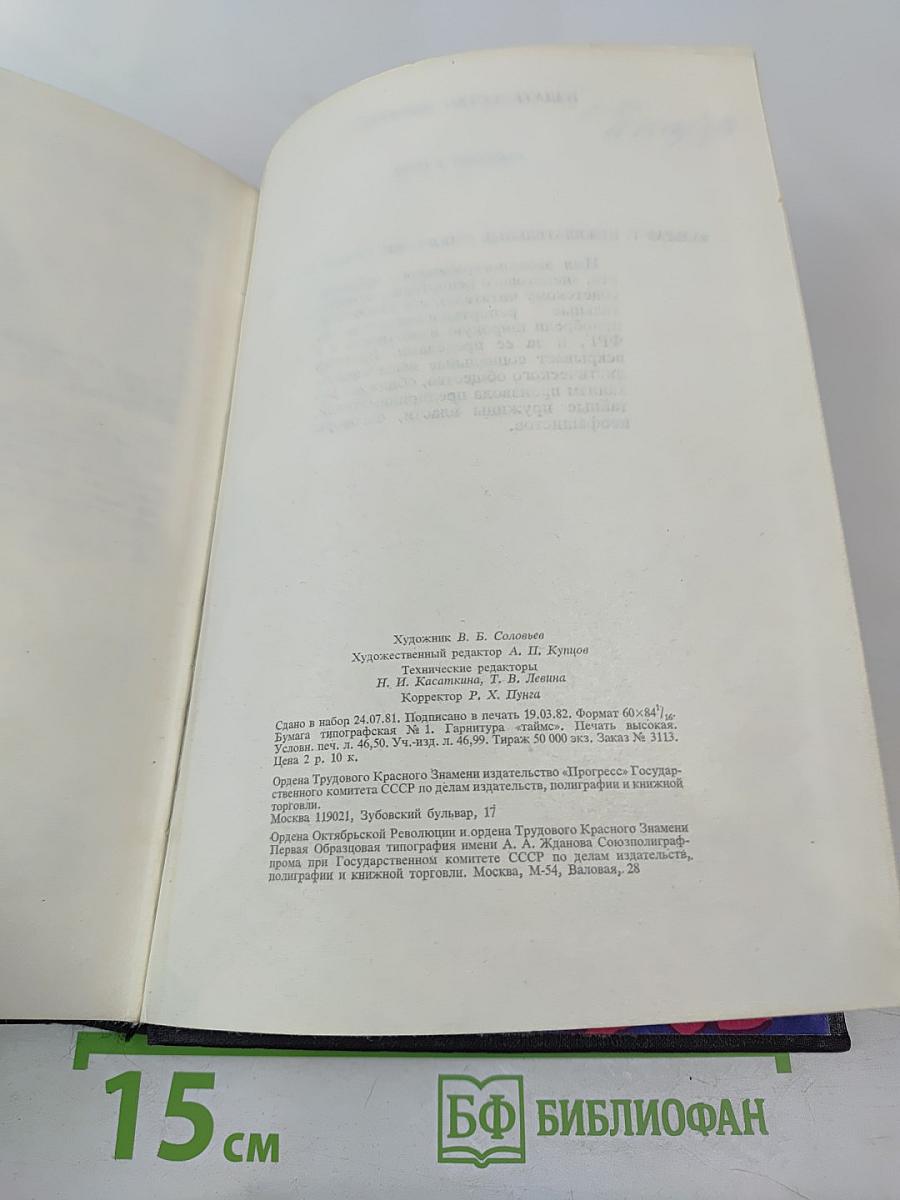 Художник В. Б. Соловьев
Художественный редактор А. П. Купцов
Технические редакторы
Н. И. Касаткина, Т. В. Левина
Корректор Р. Х. Пунга
Сдано в набор 24.07.81. Подписано в печать 19.03.82. Формат 60×84¹/₁₆.
Бумага типографская № 1. Гарнитура «таймс». Печать высокая.
Условн. печ. л. 46,50. Уч.-изд. л. 46,99. Тираж 50 000 экз. Заказ № 3113.
Цена 2 р. 10 к.
Ордена Трудового Красного Знамени издательство «Прогресс» Государ-
ственного комитета СССР по делам издательств, полиграфии и книжной
торговли.
Москва 119021, Зубовский бульвар, 17
Ордена Октябрьской Революции и ордена Трудового Красного Знамени
Первая Образцовая типография имени А. А. Жданова Союзполиграф-
прома при Государственном комитете СССР по делам издательств,
полиграфии и книжной торговли. Москва, М-54, Валовая, 28
15 см
БФ БИБЛИОФАН